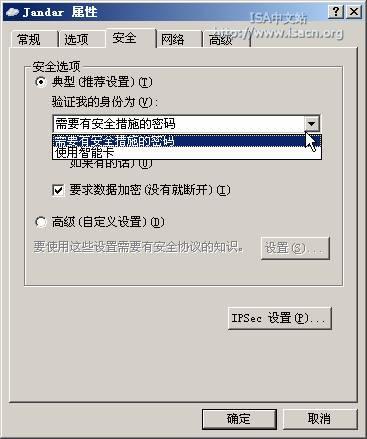 Jandar 属性
ISA中文站
http://www.isacn.org
常规 选项 安全 网络 高级
安全选项
典型(推荐设置)(T)
验证我的身份为(V):
需要有安全措施的密码
需要有安全措施的密码
使用智能卡
如果有的话)(U)
要求数据加密(没有就断开)(I)
高级(自定义设置)(D)
要使用这些设置需要有安全协议的知识。 设置(S)...
IPSec 设置(P)...
确定 取消